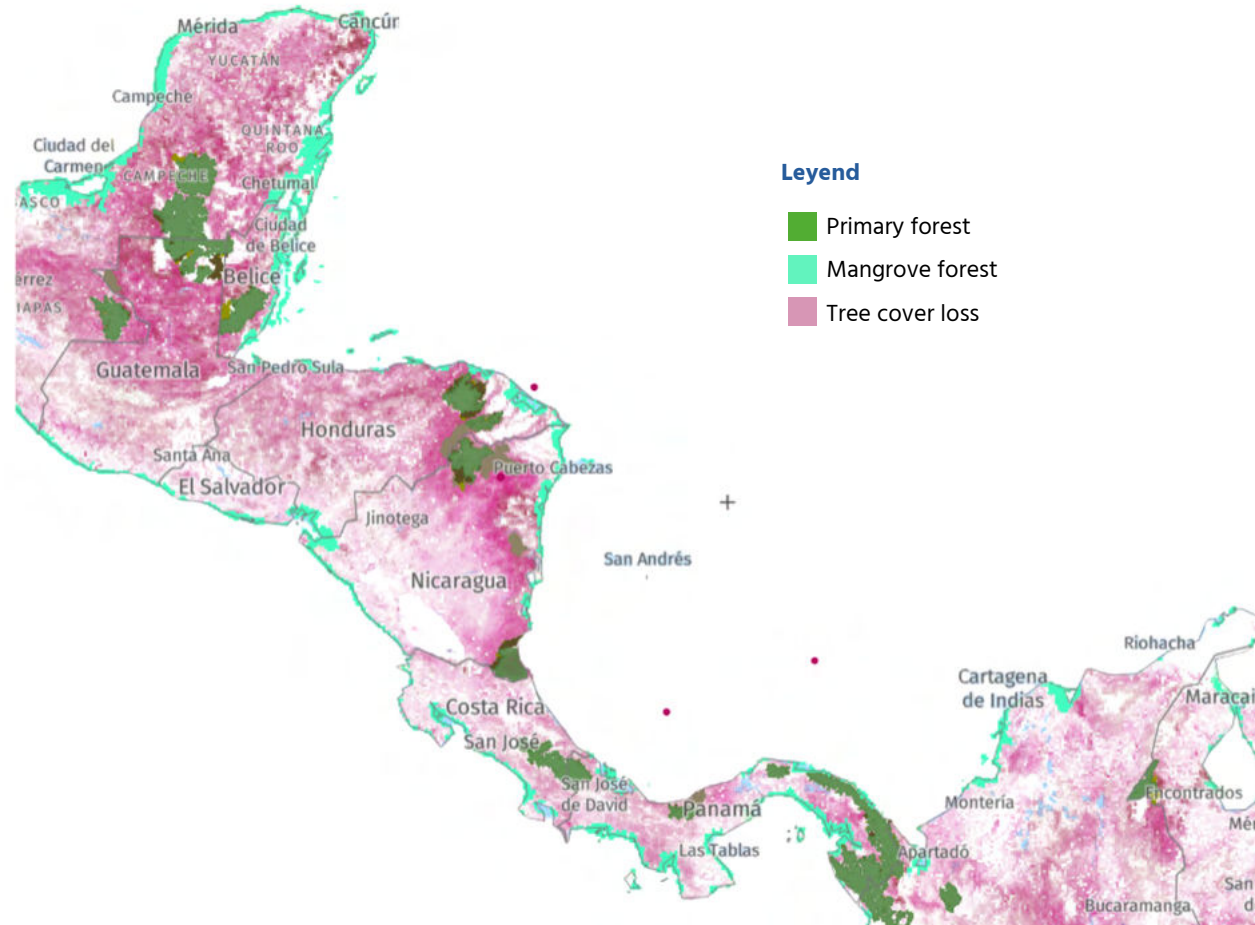 Mérida
Cancún
YUCATÁN
Campeche
QUINTANA
ROO
Ciudad del
Carmen
CAMPECHE
Chetumal
ASCO
Ciudad
de Belice
Belice
errez
IAPAS
Guatemala
San Pedro Sula
Honduras
Santa Ana
El Salvador
Puerto Cabezas
Jinotega
San Andrés
Nicaragua
Leyend
Primary forest
Mangrove forest
Tree cover loss
Riohacha
Cartagena
de Indias
Maracai
Costa Rica
San José
San José
de David
Panamá
Montería
Encontrados
Mér
Las Tablas
Apartadó
San
d
Bucaramanga